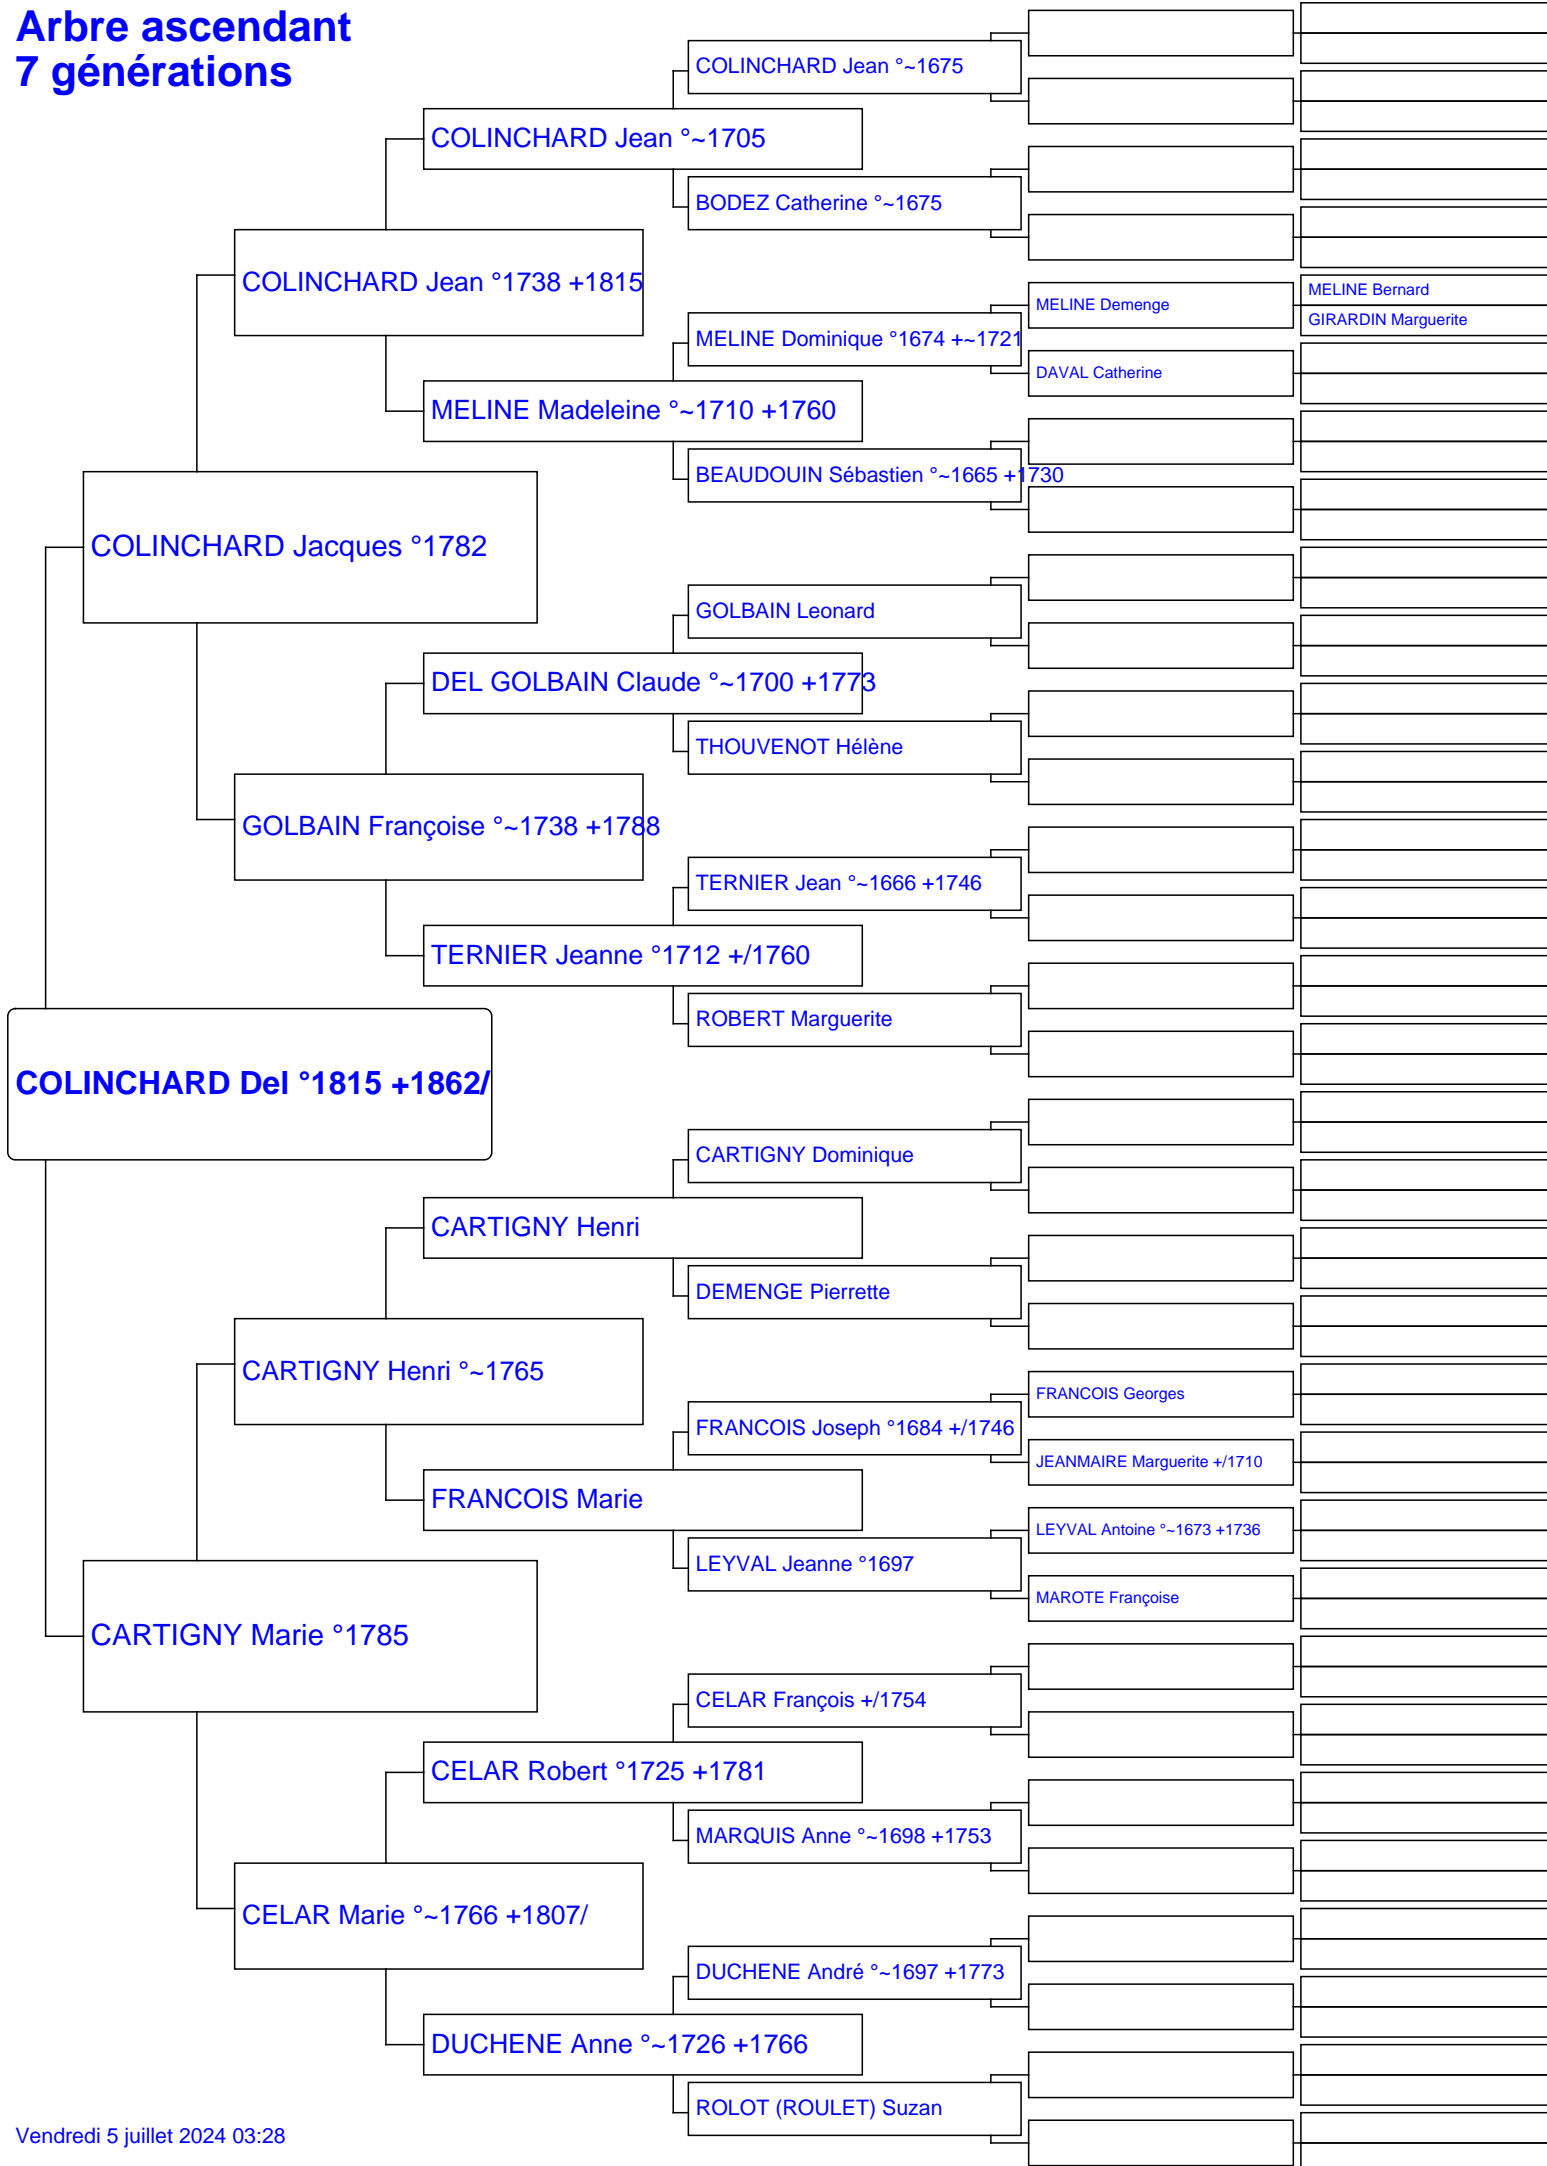 Arbre ascendant
7 générations
COLINCHARD Jean °~1675
COLINCHARD Jean °~1705
BODEZ Catherine °~1675
COLINCHARD Jean °1738 +1815
MELINE Bernard
MELINE Demenge
GIRARDIN Marguerite
MELINE Dominique °1674 +~1721
DAVAL Catherine
MELINE Madeleine °~1710 +1760
BEAUDOUIN Sébastien °~1665 +1730
COLINCHARD Jacques °1782
GOLBAIN Leonard
DEL GOLBAIN Claude °~1700 +1773
THOUVENOT Hélène
GOLBAIN Françoise °~1738 +1788
TERNIER Jean °~1666 +1746
TERNIER Jeanne °1712 +/1760
ROBERT Marguerite
COLINCHARD Del °1815 +1862/
CARTIGNY Dominique
CARTIGNY Henri
DEMENGE Pierrette
CARTIGNY Henri °~1765
FRANCOIS Georges
FRANCOIS Joseph °1684 +/1746
JEANMAIRE Marguerite +/1710
FRANCOIS Marie
LEYVAL Antoine °~1673 +1736
LEYVAL Jeanne °1697
MAROTE Françoise
CARTIGNY Marie °1785
CELAR François +/1754
CELAR Robert °1725 +1781
MARQUIS Anne °~1698 +1753
CELAR Marie °~1766 +1807/
DUCHENE André °~1697 +1773
DUCHENE Anne °~1726 +1766
ROLOT (ROULET) Suzan
Vendredi 5 juillet 2024 03:28